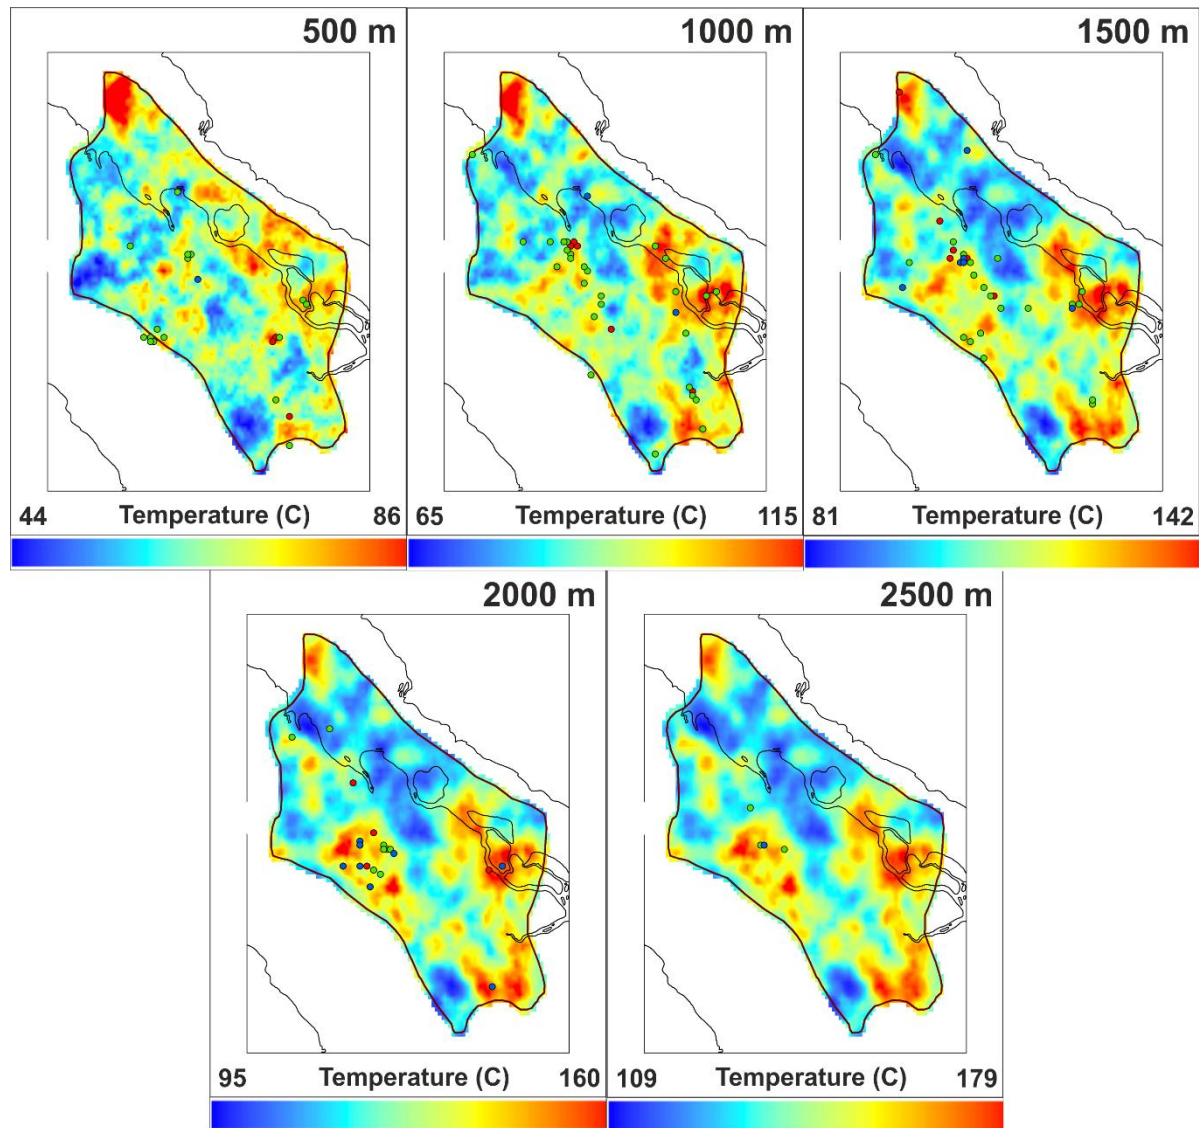 500 m
1000 m
1500 m
44 Temperature (C) 86
65 Temperature (C) 115
81 Temperature (C) 142
2000 m
2500 m
95 Temperature (C) 160
109 Temperature (C) 179